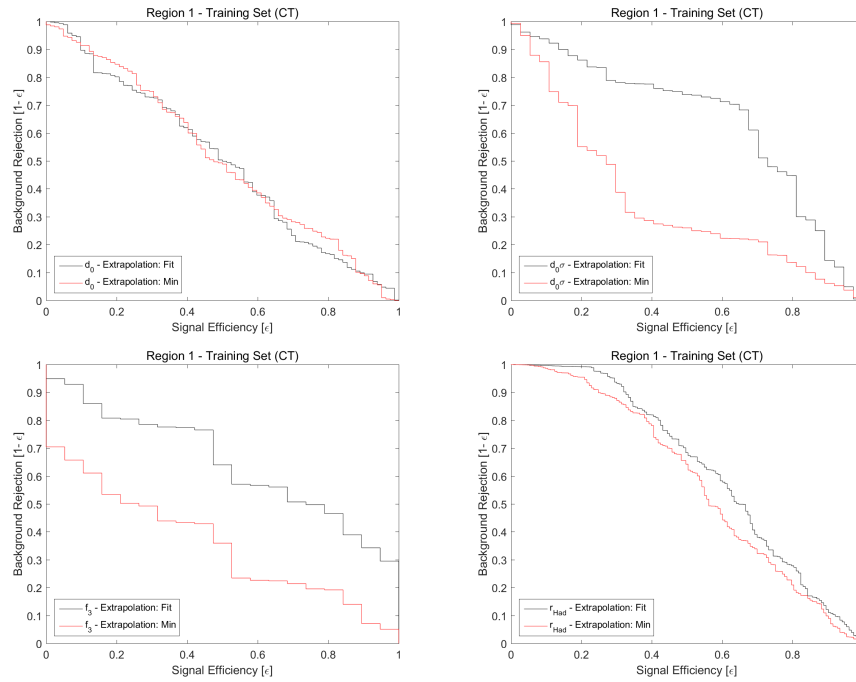 Region 1 - Training Set (CT)
Background Rejection [1- ϵ]
1
0.9
0.8
0.7
0.6
0.5
0.4
0.3
0.2
0.1
0
d0 - Extrapolation: Fit
d0 - Extrapolation: Min
0 0.2 0.4 0.6 0.8 1
Signal Efficiency [ϵ]
Region 1 - Training Set (CT)
Background Rejection [1- ϵ]
1
0.9
0.8
0.7
0.6
0.5
0.4
0.3
0.2
0.1
0
d0σ - Extrapolation: Fit
d0σ - Extrapolation: Min
0 0.2 0.4 0.6 0.8
Signal Efficiency [ϵ]
Region 1 - Training Set (CT)
Background Rejection [1- ϵ]
1
0.9
0.8
0.7
0.6
0.5
0.4
0.3
0.2
0.1
0
f3 - Extrapolation: Fit
f3 - Extrapolation: Min
0 0.2 0.4 0.6 0.8 1
Signal Efficiency [ϵ]
Region 1 - Training Set (CT)
Background Rejection [1- ϵ]
1
0.9
0.8
0.7
0.6
0.5
0.4
0.3
0.2
0.1
0
rHad - Extrapolation: Fit
rHad - Extrapolation: Min
0 0.2 0.4 0.6 0.8
Signal Efficiency [ϵ]